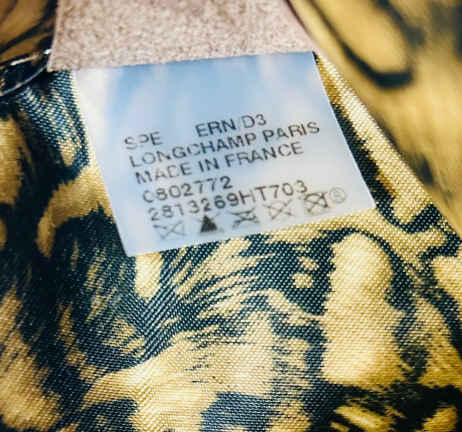 SPE ERN/D3
LONGCHAMP PARIS
MADE IN FRANCE
0802772
2813269HT703